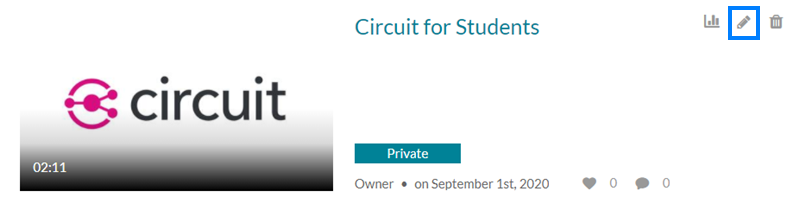 Circuit for Students
circuit
02:11
Private
Owner • on September 1st, 2020 0 0